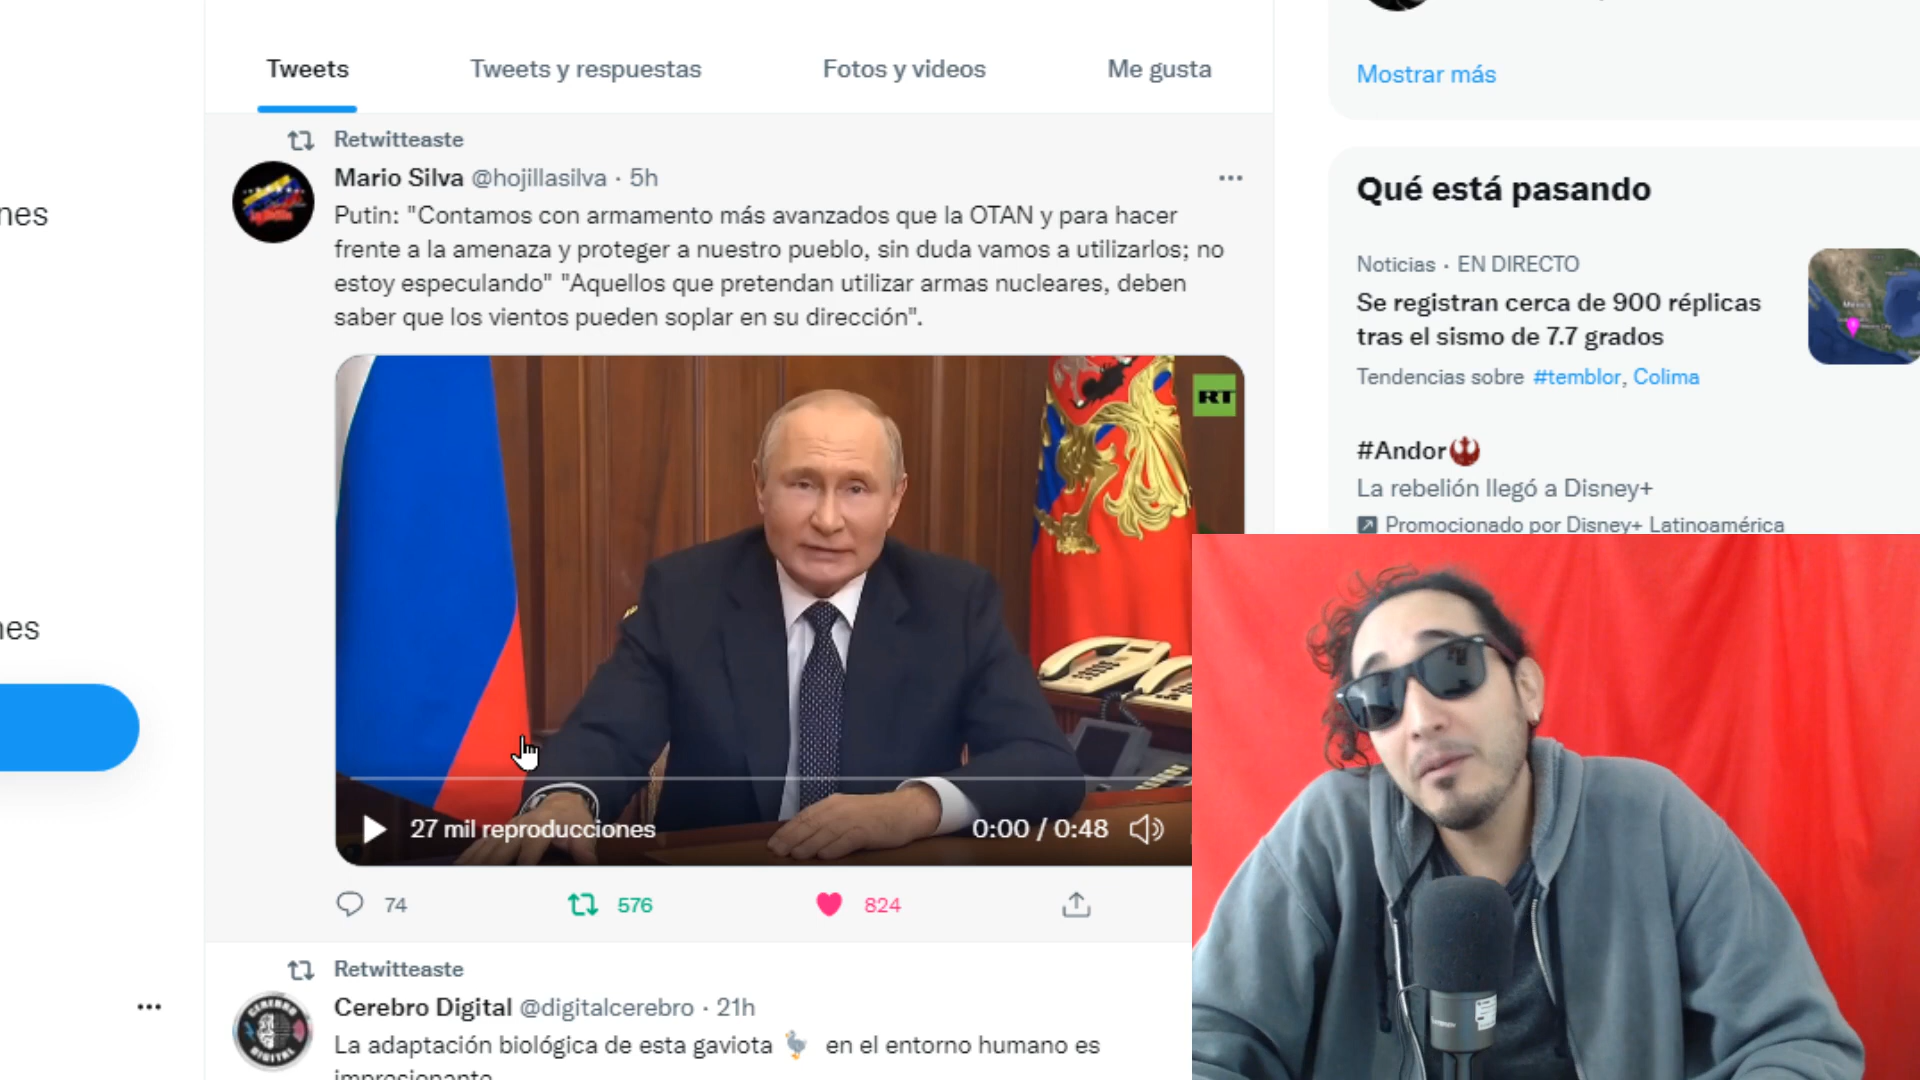 Tweets
Tweets y respuestas
Fotos y videos
Me gusta
Retwitteaste
Mario Silva @hojillasilva · 5h
Putin: "Contamos con armamento más avanzados que la OTAN y para hacer
frente a la amenaza y proteger a nuestro pueblo, sin duda vamos a utilizarlos; no
estoy especulando" "Aquellos que pretendan utilizar armas nucleares, deben
saber que los vientos pueden soplar en su dirección".
RT
27 mil reproducciones
0:00 / 0:48
74
576
824
Retwitteaste
Cerebro Digital @digitalcerebro · 21h
La adaptación biológica de esta gaviota 🦤 en el entorno humano es
impresionante
nes
nes
Mostrar más
Qué está pasando
Noticias · EN DIRECTO
Se registran cerca de 900 réplicas
tras el sismo de 7.7 grados
Tendencias sobre #temblor, Colima
#Andor
La rebelión llegó a Disney+
Promocionado por Disney+ Latinoamérica